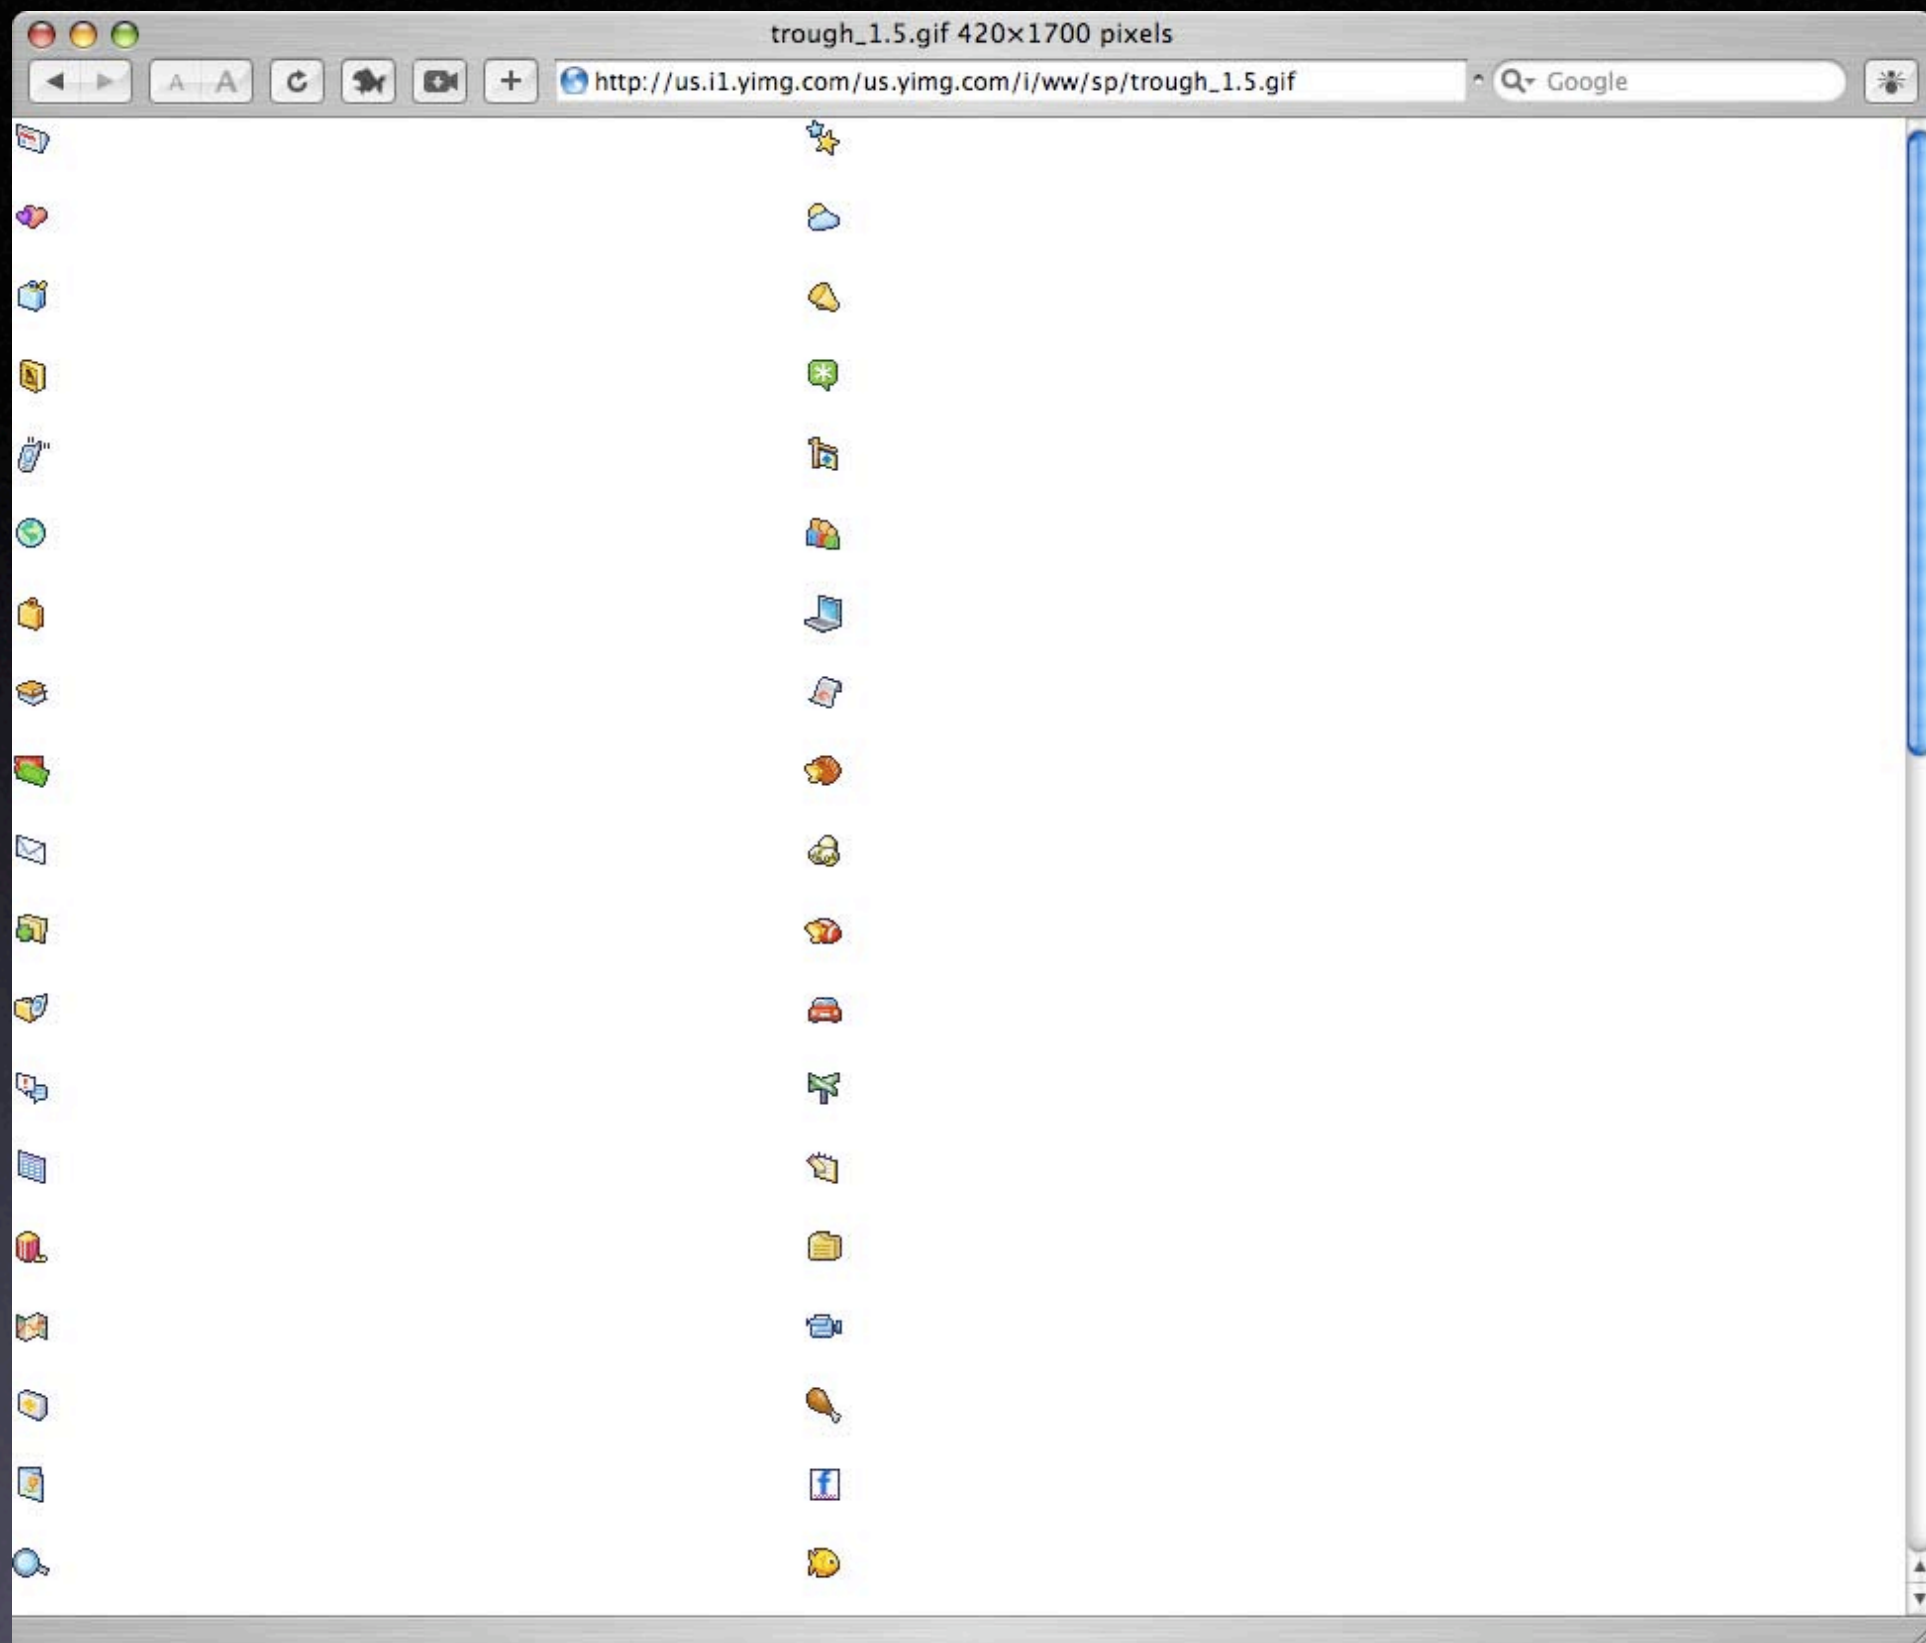 trough_1.5.gif 420×1700 pixels
A A
http://us.i1.yimg.com/us.yimg.com/i/ww/sp/trough_1.5.gif
Google
f